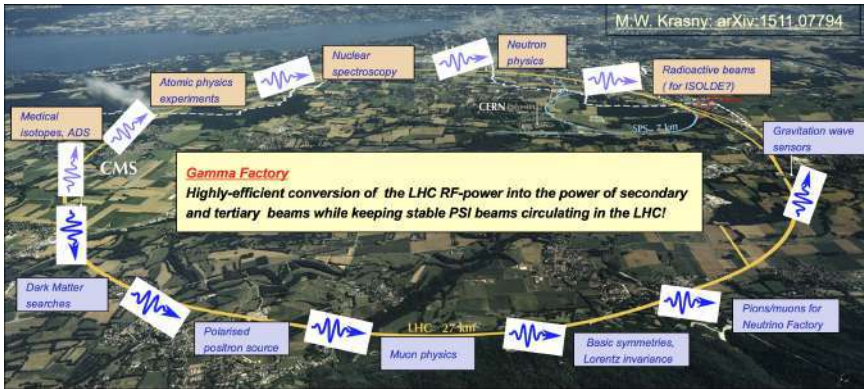 M.W. Krasny: arXiv:1511.07794
Nuclear
spectroscopy
Neutron
physics
Atomic physics
experiments
Radioactive beams
( for ISOLDE?)
Medical
isotopes, ADS
CERN
SPS 7 km
Gravitation wave
sensors
CMS
Gamma Factory
Highly-efficient conversion of the LHC RF-power into the power of secondary
and tertiary beams while keeping stable PSI beams circulating in the LHC!
Dark Matter
searches
Polarised
positron source
LHC 27 km
Muon physics
Basic symmetries,
Lorentz invariance
Pions/muons for
Neutrino Factory